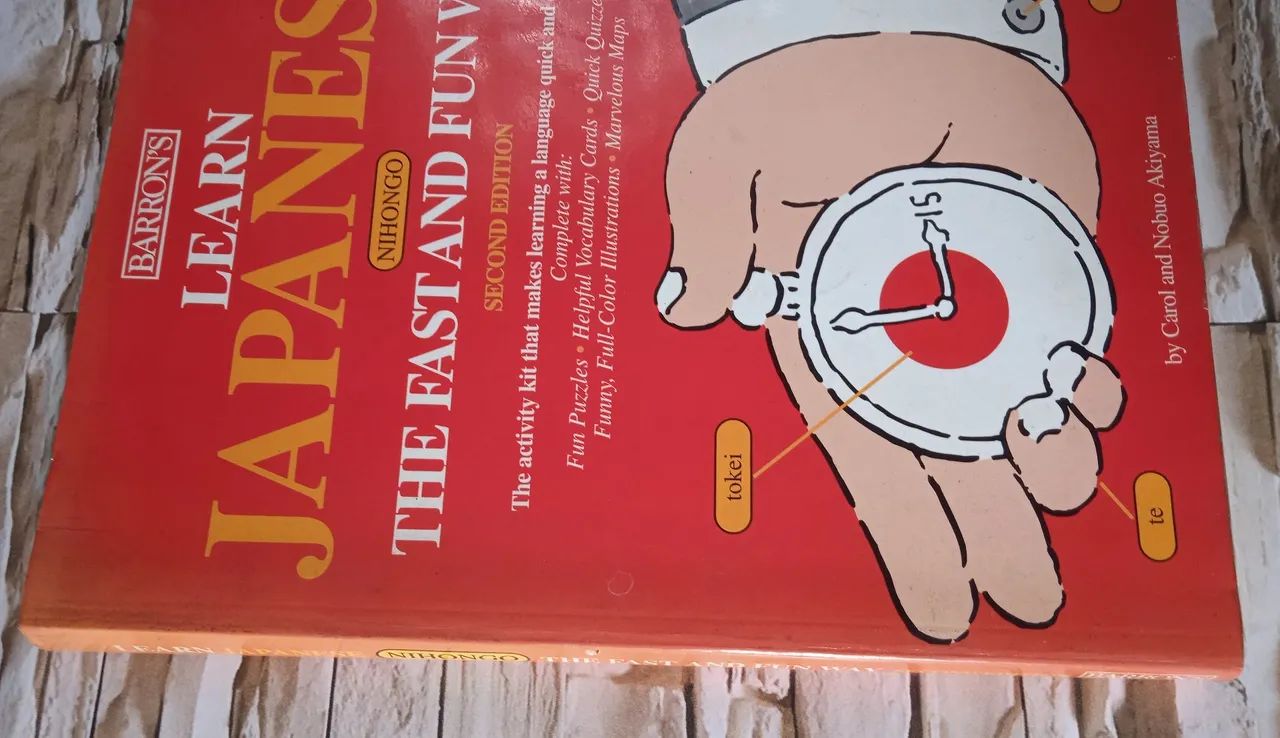 BARRON'S
LEARN
JAPANES
NIHONGO
THE FAST AND FUN W
SECOND EDITION
The activity kit that makes learning a language quick and
Complete with:
Fun Puzzles • Helpful Vocabulary Cards • Quick Quizze
Funny, Full-Color Illustrations • Marvelous Maps
15
tokei
te
by Carol and Nobuo Akiyama
LEARN JAPANESE NIHONGO THE FAST AND FUN WAY